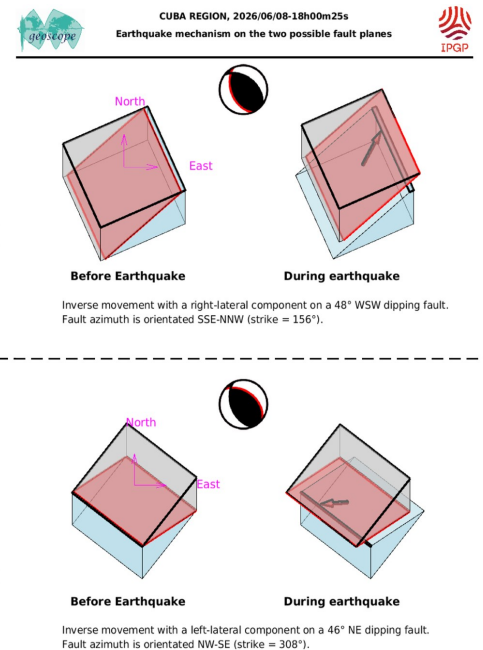 geoscope
CUBA REGION, 2026/06/08-18h00m25s
Earthquake mechanism on the two possible fault planes
IPGP
North
East
Before Earthquake
During earthquake
Inverse movement with a right-lateral component on a 48° WSW dipping fault.
Fault azimuth is orientated SSE-NNW (strike = 156°).
North
East
Before Earthquake
During earthquake
Inverse movement with a left-lateral component on a 46° NE dipping fault.
Fault azimuth is orientated NW-SE (strike = 308°).